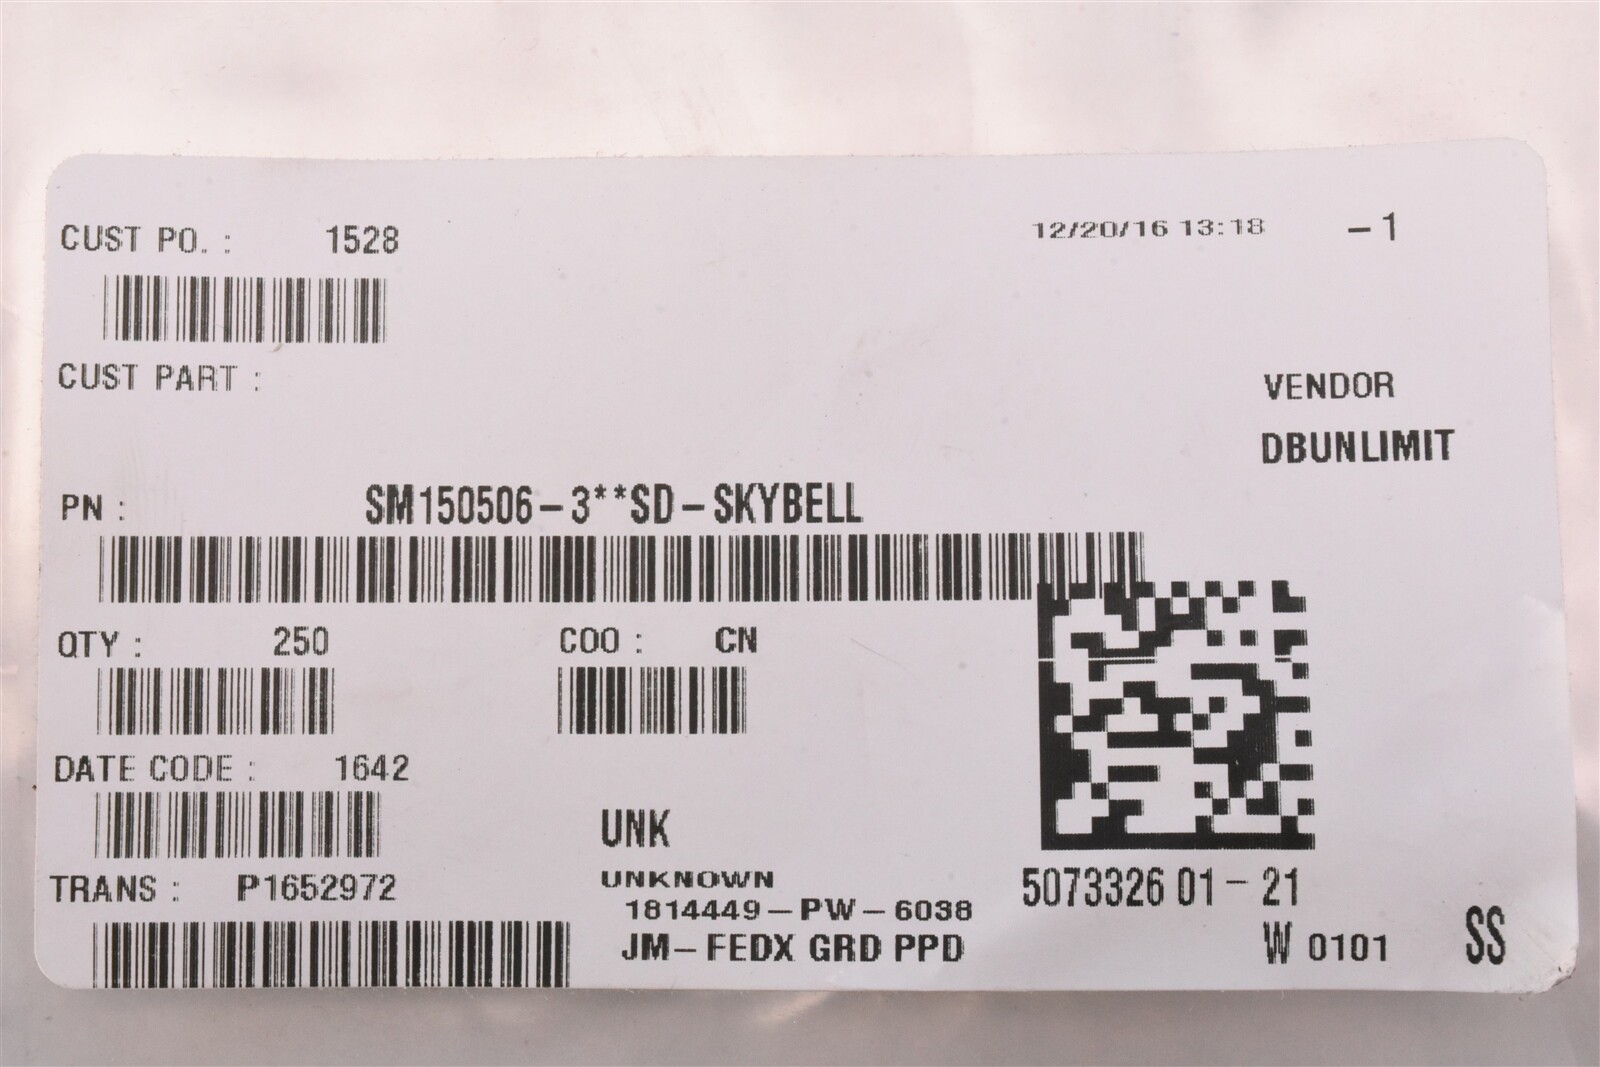 CUST PO. : 1528
12/20/16 13:18 -1
CUST PART :
VENDOR
DBUNLIMIT
PN : SM150506-3**SD-SKYBELL
QTY : 250
COO : CN
DATE CODE : 1642
UNK
TRANS : P1652972
UNKNOWN
1814449-PW-6038
JM-FEDX GRD PPD
5073326 01-21
W 0101
SS